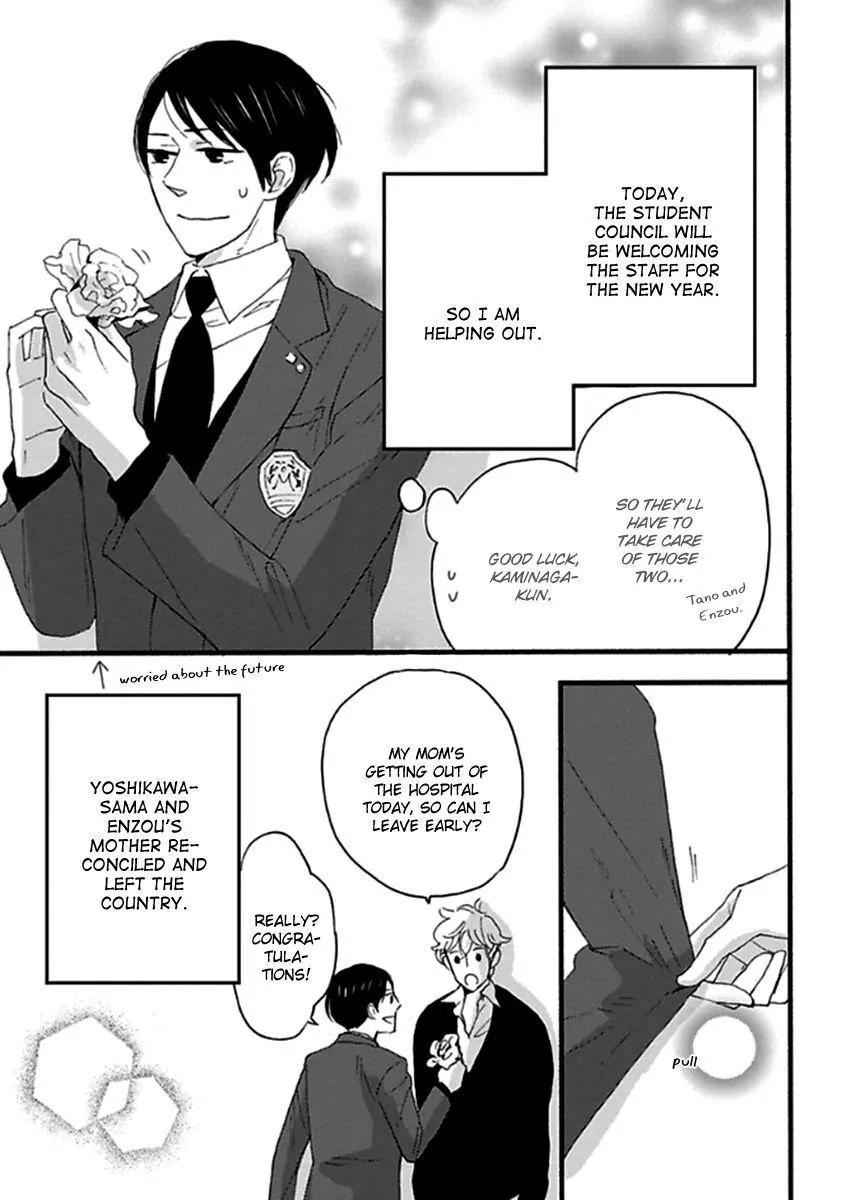 TODAY,
THE STUDENT
COUNCIL WILL
BE WELCOMING
THE STAFF FOR
THE NEW YEAR.
SO I AM
HELPING OUT.
SO THEY'LL
HAVE TO
TAKE CARE
OF THOSE
TWO...
Tano and
Enzou.
GOOD LUCK,
KAMINAGA-
KUN.
worried about the future
pull
MY MOM'S
GETTING OUT OF
THE HOSPITAL
TODAY, SO CAN I
LEAVE EARLY?
REALLY?
CONGRA-
TULA-
TIONS!
YOSHIKAWA-
SAMA AND
ENZOU'S
MOTHER RE-
CONCILED AND
LEFT THE
COUNTRY.